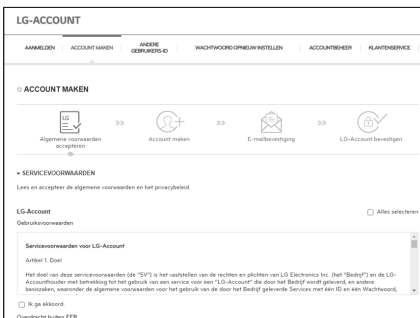 LG-ACCOUNT
AANMELDEN
ACCOUNT MAKEN
ANDERE
GEBRUIKERS-ID
WACHTWOORD OPNIEUW INSTELLEN
ACCOUNTBEHEER
KLANTENSERVICE
ACCOUNT MAKEN
LG
Algemene voorwaarden
accepteren
Account maken
E-mailbevestiging
LG-Account bevestigen
SERVICEVOORWAARDEN
Lees en accepteer de algemene voorwaarden en het privacybeleid.
LG-Account
Alles selecteren
Gebruiksvoorwaarden
Servicevoorwaarden voor LG-Account
Artikel 1. Doel
Het doel van deze servicevoorwaarden (de "SV") is het vaststellen van de rechten en plichten van LG Electronics Inc. (het "Bedrijf") en de LG-
Accounthouder met betrekking tot het gebruik van een service voor een "LG-Account" die door het Bedrijf wordt geleverd, en andere
basiszaken, waaronder de algemene voorwaarden voor het gebruik van de door het Bedrijf geleverde Services met één ID en één Wachtwoord,
Ik ga akkoord.
Overdracht buiten EER